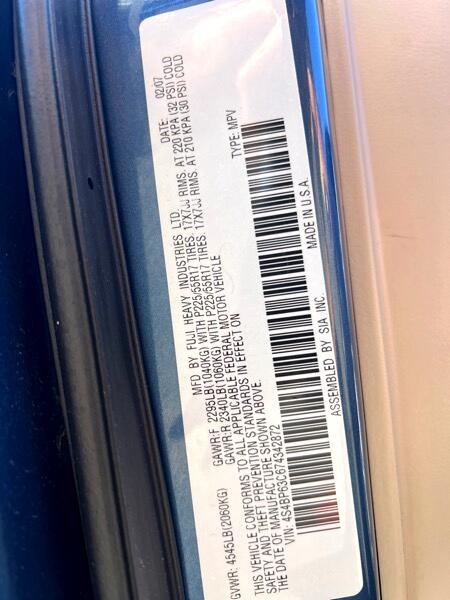 MFD BY FUJI HEAVY INDUSTRIES LTD. DATE: 02/07
GAWR:F 2295LB(1040KG) WITH P225/55R17 TIRES. 17X7JJ RIMS. AT 220 KPA (32 PSI) COLD
GAWR:R 2340LB(1060KG) WITH P225/55R17 TIRES. 17X7JJ RIMS. AT 210 KPA (30 PSI) COLD
GVWR: 4545LB(2060KG)
THIS VEHICLE CONFORMS TO ALL APPLICABLE FEDERAL MOTOR VEHICLE
SAFETY AND THEFT PREVENTION STANDARDS IN EFFECT ON
THE DATE OF MANUFACTURE SHOWN ABOVE.
VIN: 4S4BP63C674342872 TYPE: MPV
ASSEMBLED BY SIA INC. MADE IN U.S.A.